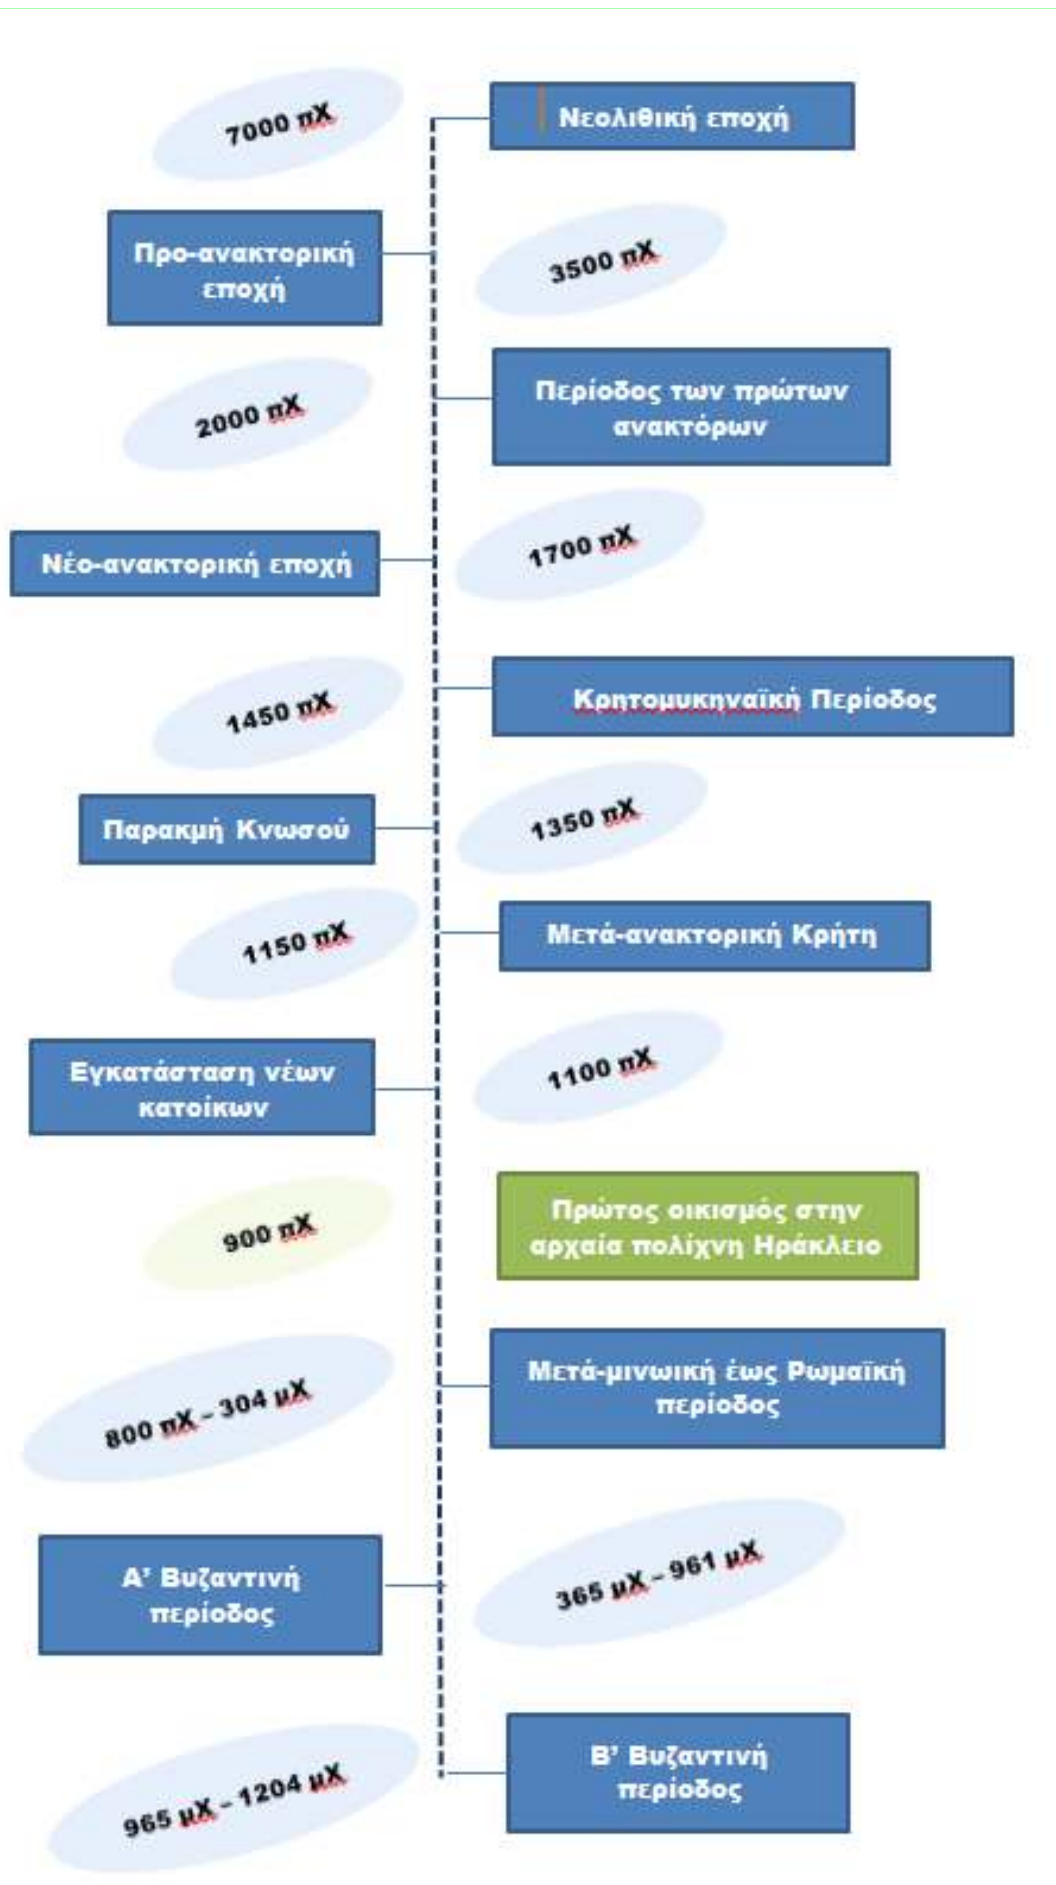 7000 πΧ
Νεολιθική εποχή
Προ-ανακτορική
εποχή
3500 πΧ
2000 πΧ
Περίοδος των πρώτων
ανακτόρων
Νέο-ανακτορική εποχή
1700 πΧ
1450 πΧ
Κρητομυκηναϊκή Περίοδος
Παρακμή Κνωσού
1350 πΧ
1150 πΧ
Μετά-ανακτορική Κρήτη
Εγκατάσταση νέων
κατοίκων
1100 πΧ
900 πΧ
Πρώτος οικισμός στην
αρχαία πολίχνη Ηράκλειο
800 πΧ – 304 μΧ
Μετά-μινωική έως Ρωμαϊκή
περίοδος
Α’ Βυζαντινή
περίοδος
365 μΧ – 961 μΧ
965 μΧ – 1204 μΧ
Β’ Βυζαντινή
περίοδος